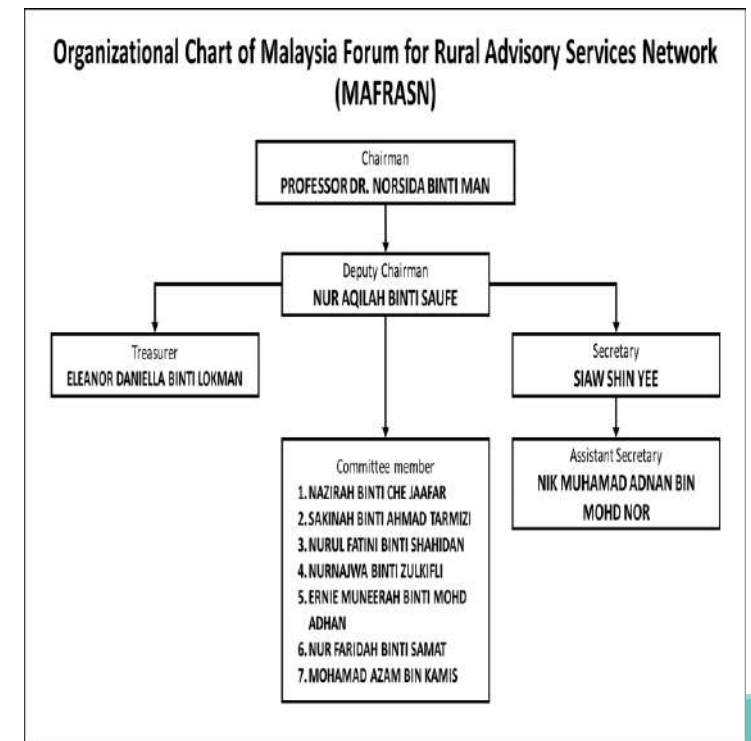 Organizational Chart of Malaysia Forum for Rural Advisory Services Network
(MAFRASN)
Chairman
PROFESSOR DR. NORSIDA BINTI MAN
Deputy Chairman
NUR AQILAH BINTI SAUFE
Treasurer
ELEANOR DANIELLA BINTI LOKMAN
Secretary
SIAW SHIN YEE
Committee member
1. NAZIRAH BINTI CHE JAAFAR
2. SAKINAH BINTI AHMAD TARMIZI
3. NURUL FATINI BINTI SHAHIDAN
4. NURNAJWA BINTI ZULKIFLI
5. ERNIE MUNEERAH BINTI MOHD
ADHAN
6. NUR FARIDAH BINTI SAMAT
7. MOHAMAD AZAM BIN KAMIS
Assistant Secretary
NIK MUHAMAD ADNAN BIN
MOHD NOR